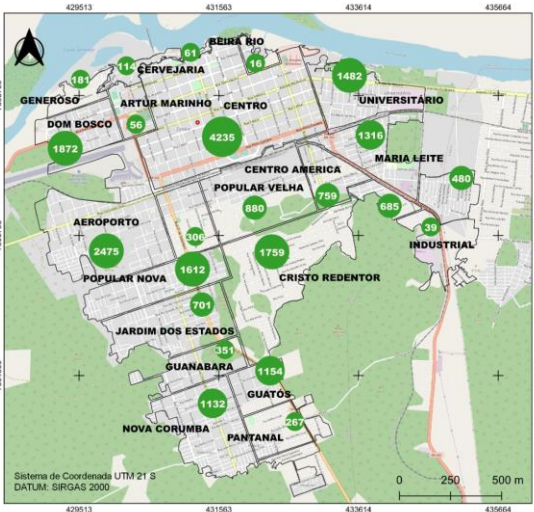 429513 431563 433614 435664
BEIRA RIO
61
16
114
CERVEJARIA
1482
181
GENEROSO
ARTUR MARINHO
CENTRO
UNIVERSITÁRIO
DOM BOSCO
56
4235
1316
1872
MARIA LEITE
CENTRO AMERICA
480
POPULAR VELHA
759
880
685
AEROPORTO
39
306
INDUSTRIAL
2475
1759
1612
POPULAR NOVA
CRISTO REDENTOR
701
JARDIM DOS ESTADOS
351
GUANABARA
1154
GUATÓS
1132
267
NOVA CORUMBA
PANTANAL
Sistema de Coordenada UTM 21 S
DATUM: SIRGAS 2000
0 250 500 m
429513 431563 433614 435664